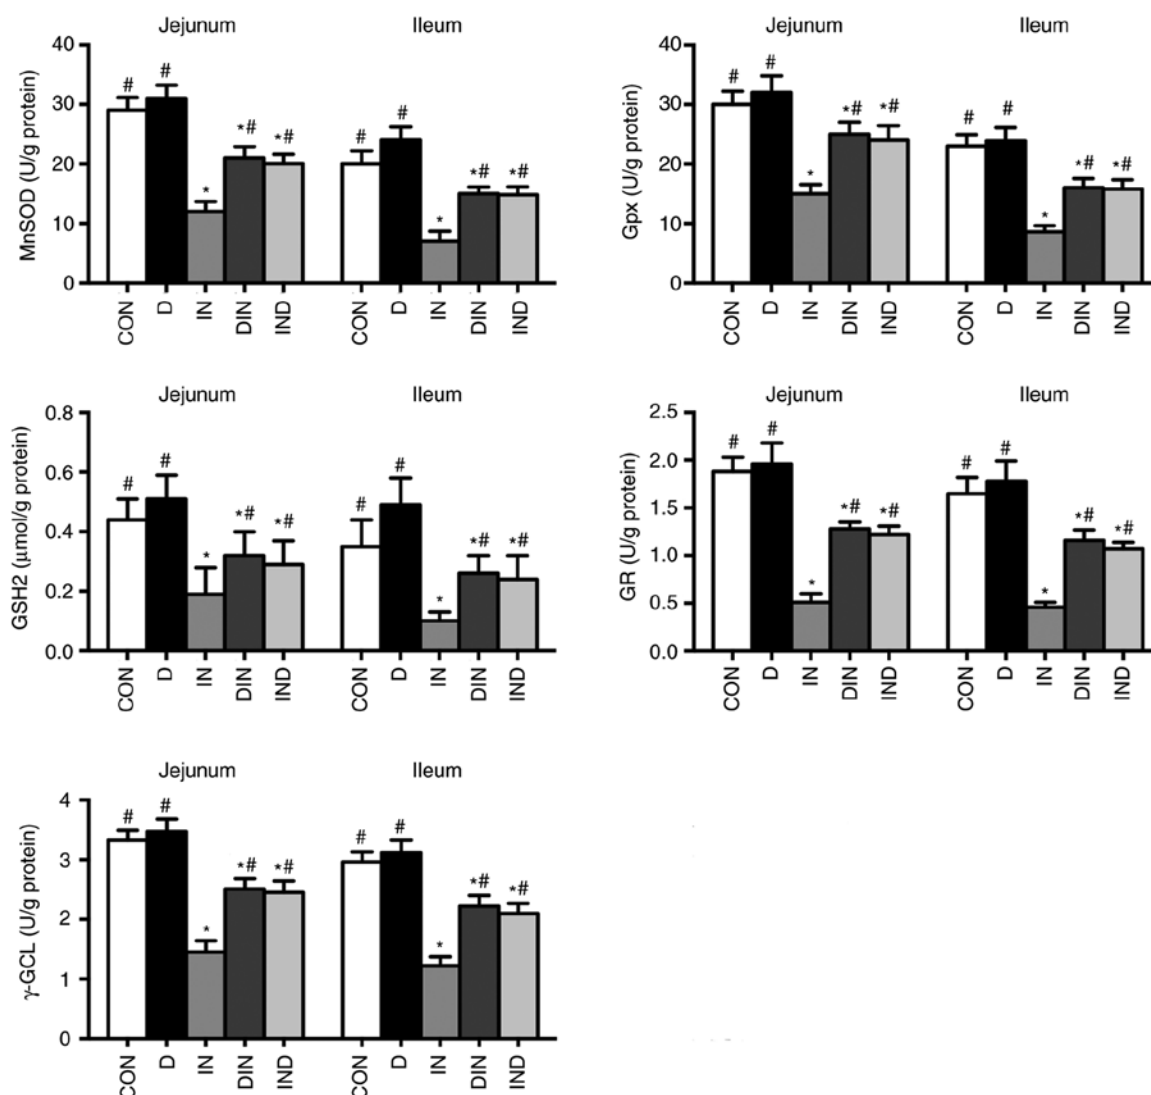 Jejunum Ileum
MnSOD (U/g protein)
40
30
20
10
0
# # * *# *# # # * *# *#
CON D IN DIN IND CON D IN DIN IND
Jejunum Ileum
Gpx (U/g protein)
40
30
20
10
0
# # * *# *# # # * *# *#
CON D IN DIN IND CON D IN DIN IND
Jejunum Ileum
GSH2 (μmol/g protein)
0.8
0.6
0.4
0.2
0.0
# # * *# *# # # * *# *#
CON D IN DIN IND CON D IN DIN IND
Jejunum Ileum
GR (U/g protein)
2.5
2.0
1.5
1.0
0.5
0.0
# # * *# *# # # * *# *#
CON D IN DIN IND CON D IN DIN IND
Jejunum Ileum
γ-GCL (U/g protein)
4
3
2
1
0
# # * *# *# # # * *# *#
CON D IN DIN IND CON D IN DIN IND